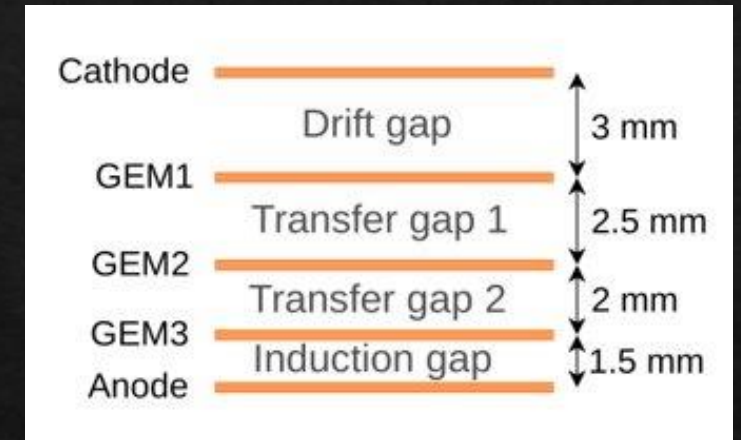 Cathode
Drift gap
3 mm
GEM1
Transfer gap 1
2.5 mm
GEM2
Transfer gap 2
2 mm
GEM3
Induction gap
1.5 mm
Anode